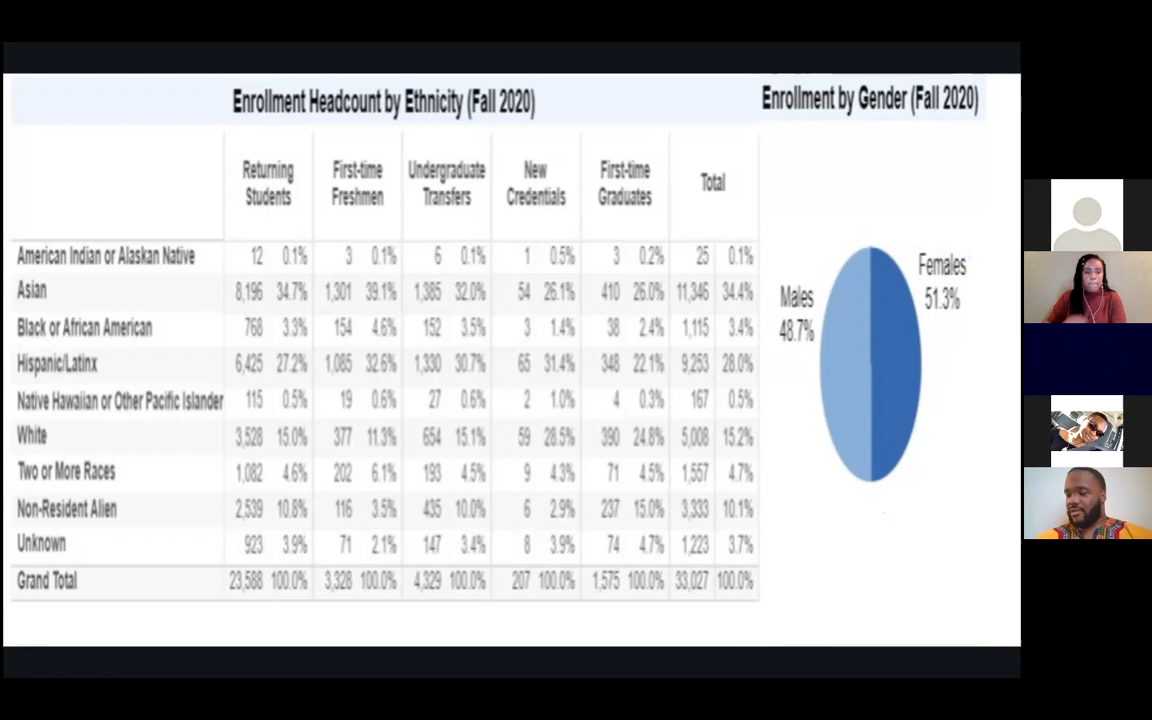 Enrollment Headcount by Ethnicity (Fall 2020)
Enrollment by Gender (Fall 2020)
Returning Students First-time Freshmen Undergraduate Transfers New Credentials First-time Graduates Total
American Indian or Alaskan Native 12 0.1% 3 0.1% 6 0.1% 1 0.5% 3 0.2% 25 0.1%
Asian 8,196 34.7% 1,301 39.1% 1,385 32.0% 54 26.1% 410 26.0% 11,346 34.4%
Black or African American 768 3.3% 154 4.6% 152 3.5% 3 1.4% 38 2.4% 1,115 3.4%
Hispanic/Latinx 6,425 27.2% 1,085 32.6% 1,330 30.7% 65 31.4% 348 22.1% 9,253 28.0%
Native Hawaiian or Other Pacific Islander 115 0.5% 19 0.6% 27 0.6% 2 1.0% 4 0.3% 167 0.5%
White 3,528 15.0% 377 11.3% 654 15.1% 59 28.5% 390 24.8% 5,008 15.2%
Two or More Races 1,082 4.6% 202 6.1% 193 4.5% 9 4.3% 71 4.5% 1,557 4.7%
Non-Resident Alien 2,539 10.8% 116 3.5% 435 10.0% 6 2.9% 237 15.0% 3,333 10.1%
Unknown 923 3.9% 71 2.1% 147 3.4% 8 3.9% 74 4.7% 1,223 3.7%
Grand Total 23,588 100.0% 3,328 100.0% 4,329 100.0% 207 100.0% 1,575 100.0% 33,027 100.0%
Males
48.7%
Females
51.3%